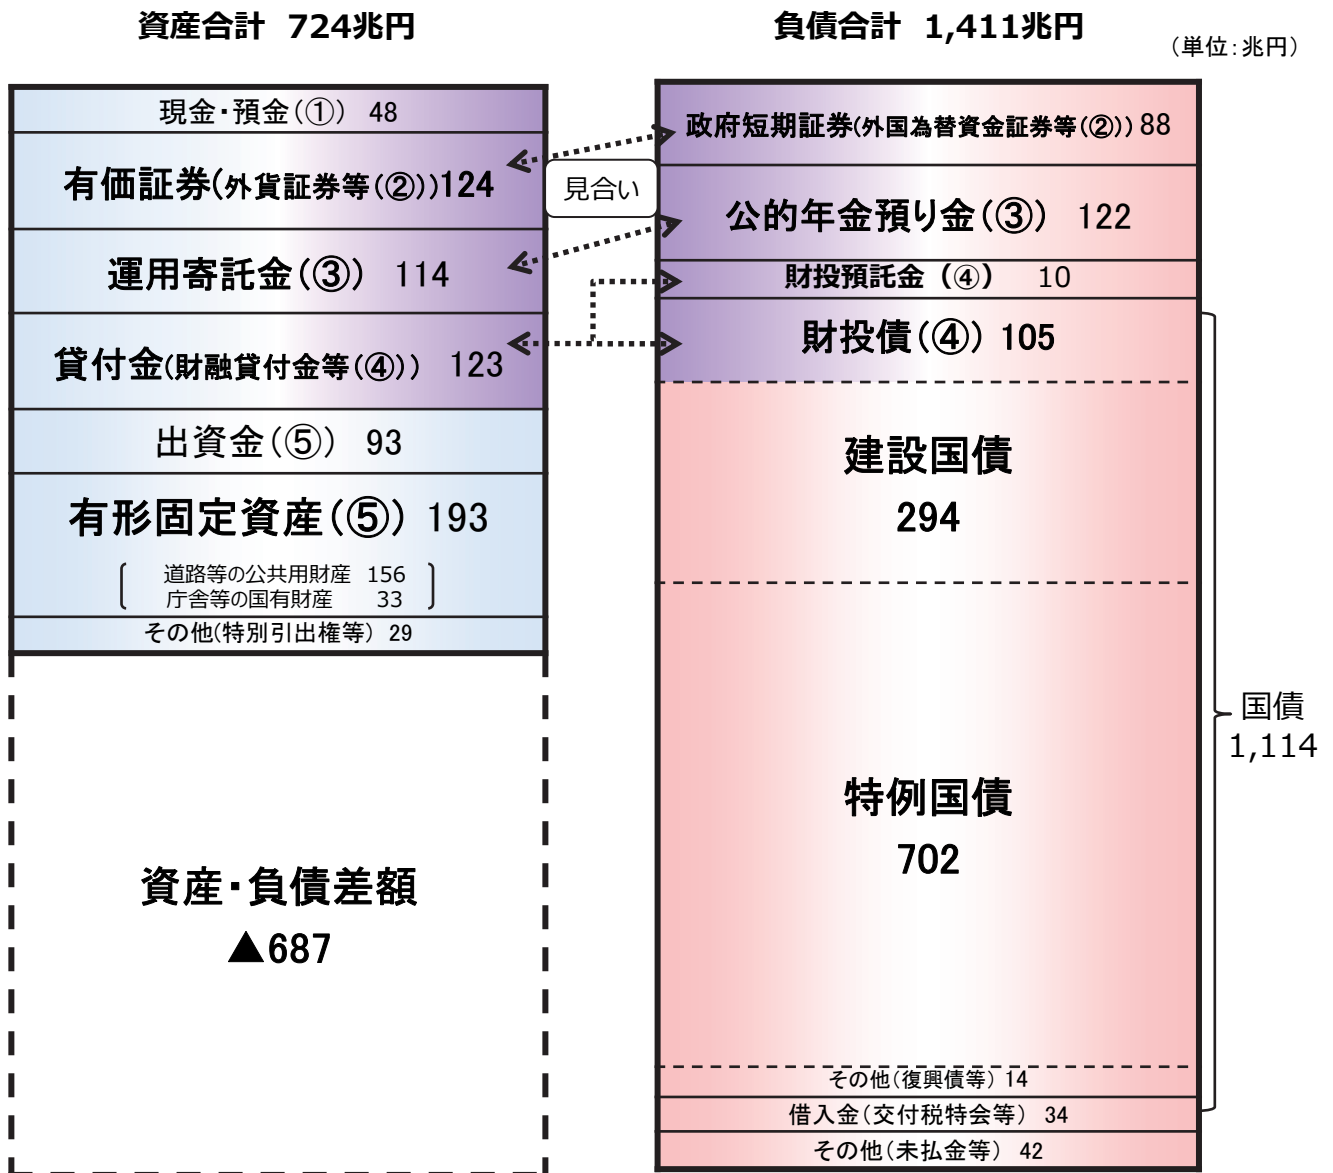 資産合計 724兆円
負債合計 1,411兆円
（単位：兆円）
現金・預金（①） 48
有価証券(外貨証券等(②))124
運用寄託金（③） 114
貸付金(財融貸付金等(④)) 123
出資金（⑤） 93
有形固定資産（⑤） 193
道路等の公共用財産 156
庁舎等の国有財産 33
その他(特別引出権等) 29
資産・負債差額
▲687
見合い
政府短期証券(外国為替資金証券等(②)) 88
公的年金預り金（③） 122
財投預託金（④） 10
財投債（④） 105
建設国債
294
特例国債
702
その他(復興債等) 14
借入金（交付税特会等） 34
その他（未払金等） 42
国債
1,114